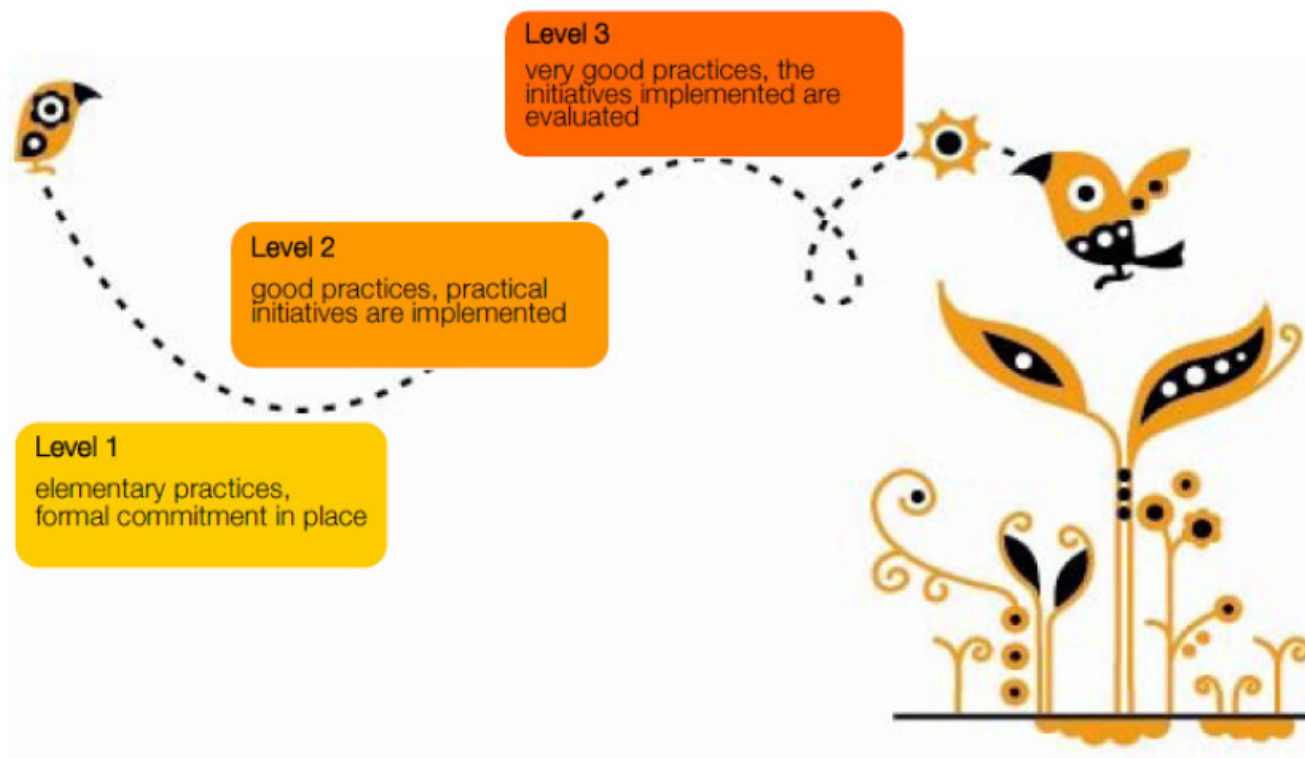 Level 3
very good practices, the
initiatives implemented are
evaluated
Level 2
good practices, practical
initiatives are implemented
Level 1
elementary practices,
formal commitment in place